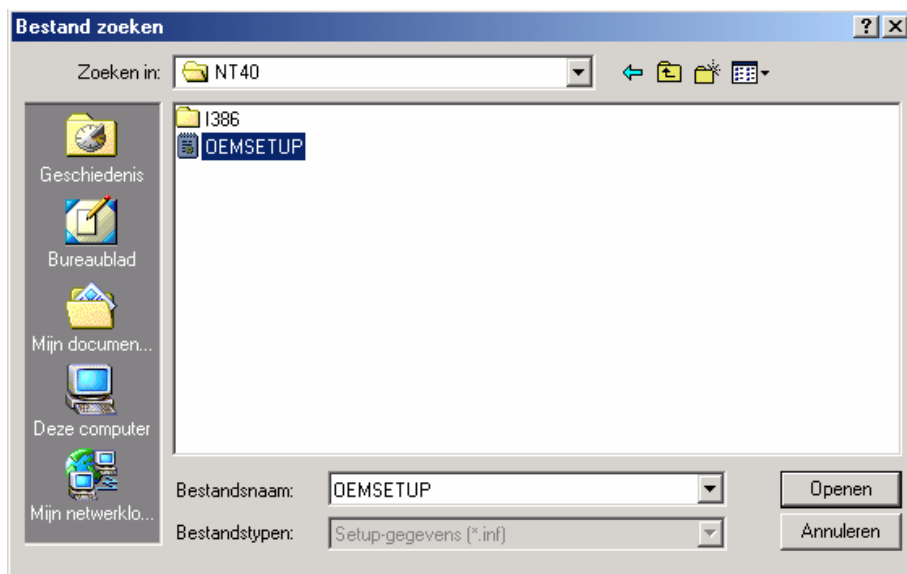 Bestand zoeken
Zoeken in: NT40
I386
OEMSETUP
Geschiedenis
Bureaublad
Mijn documen...
Deze computer
Mijn netwerklo...
Bestandsnaam: OEMSETUP Openen
Bestandstypen: Setup-gegevens (*.inf) Annuleren